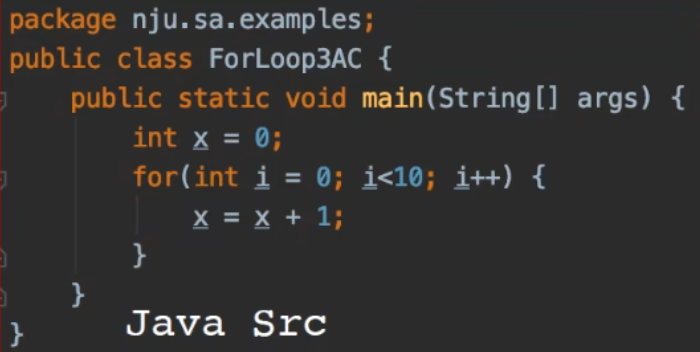 package nju.sa.examples;
public class ForLoop3AC {
    public static void main(String[] args) {
        int x = 0;
        for(int i = 0; i<10; i++) {
            x = x + 1;
        }
    }
}
Java Src